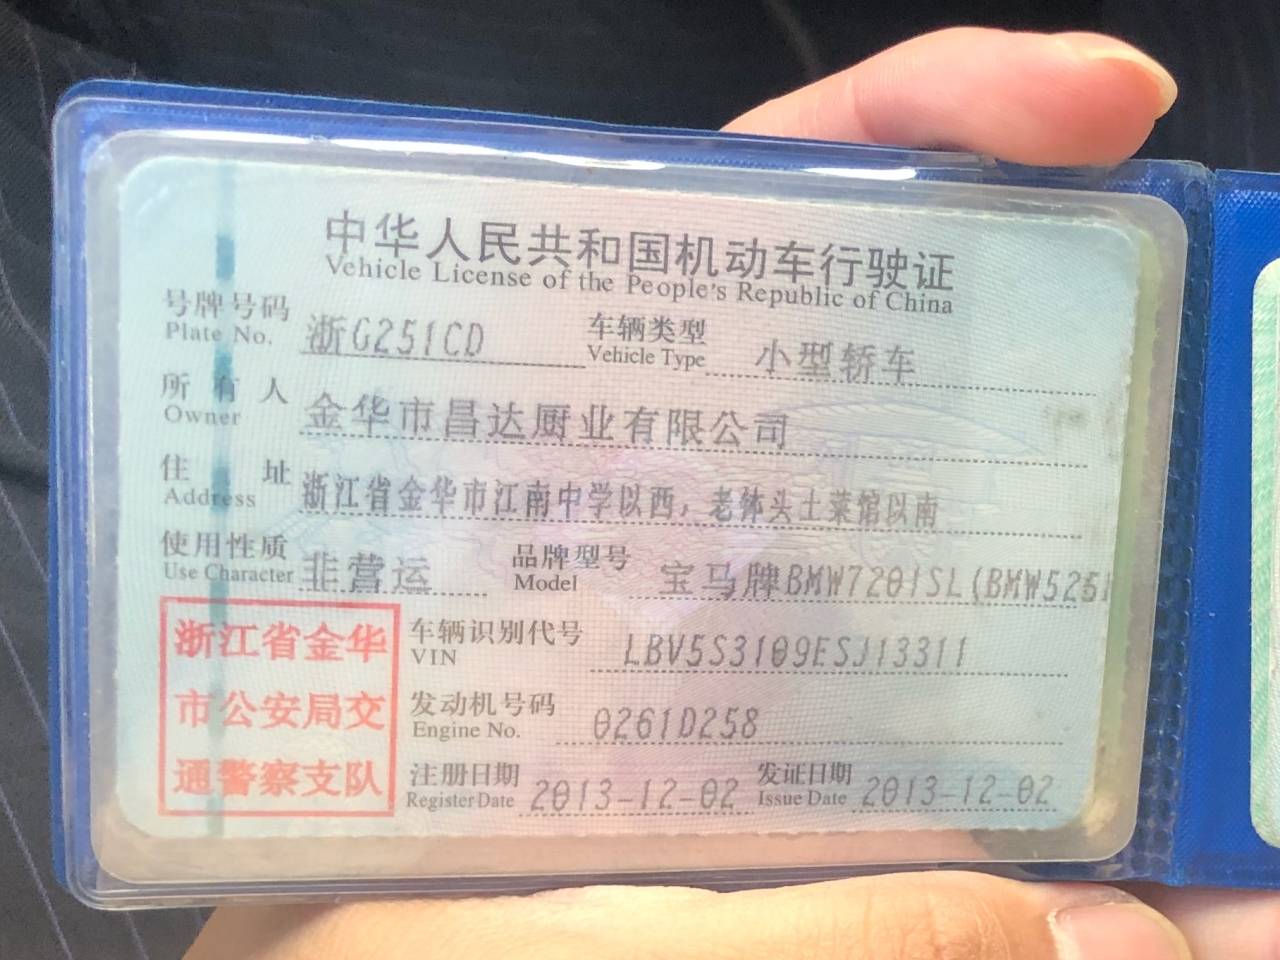 中华人民共和国机动车行驶证
Vehicle License of the People's Republic of China
号牌号码 浙G251CD 车辆类型 小型轿车
Plate No. Vehicle Type
所有人 金华市昌达厨业有限公司
Owner
住址 浙江省金华市江南中学以西，老钵头土菜馆以南
Address
使用性质 非营运 品牌型号 宝马牌BMW7201SL(BMW525l
Use Character Model
浙江省金华
市公安局交
通警察支队
车辆识别代号 LBV5S3109ESJ13311
VIN
发动机号码 0261D258
Engine No.
注册日期 2013-12-02 发证日期 2013-12-02
Register Date Issue Date